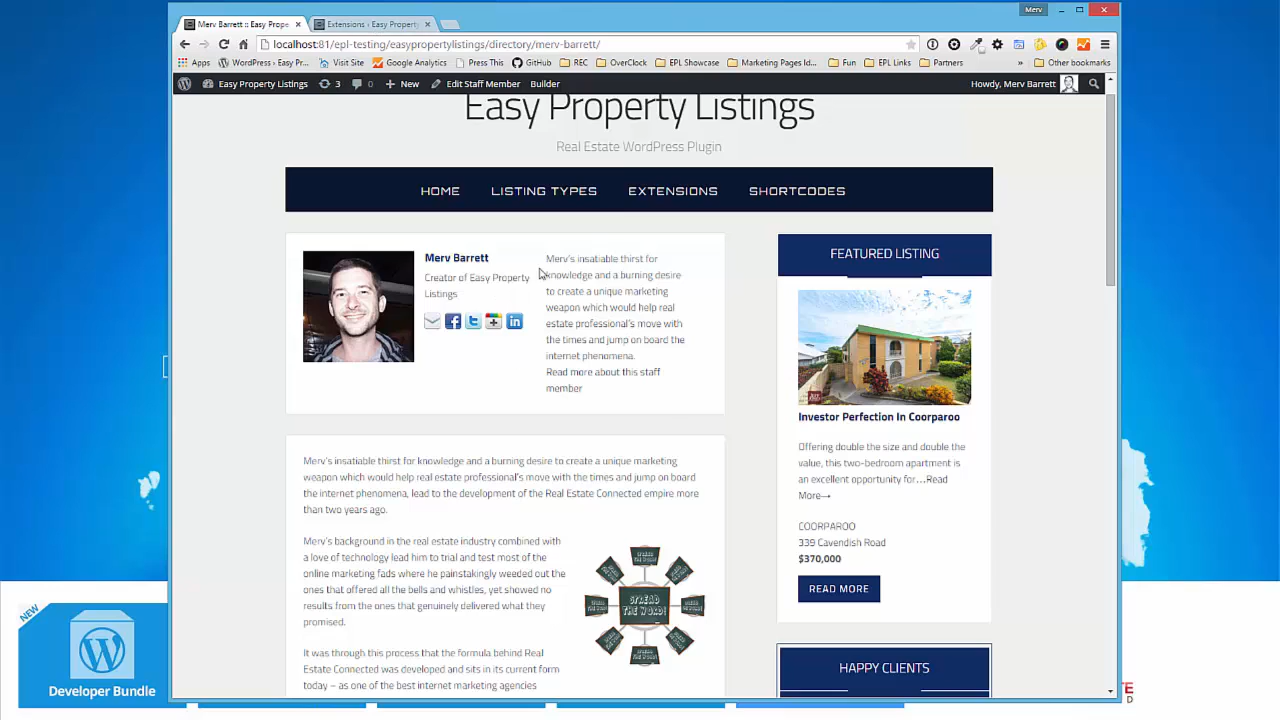 Merv
Merv Barrett :: Easy Prope
Extensions ‹ Easy Property
localhost:81/epl-testing/easypropertylistings/directory/merv-barrett/
Apps
WordPress › Easy Pr...
Visit Site
Google Analytics
Press This
GitHub
REC
OverClock
EPL Showcase
Marketing Pages Id...
Fun
EPL Links
Partners
»
Other bookmarks
Easy Property Listings
3
0
New
Edit Staff Member
Builder
Howdy, Merv Barrett
Easy Property Listings
Real Estate WordPress Plugin
HOME
LISTING TYPES
EXTENSIONS
SHORTCODES
Merv Barrett
Creator of Easy Property
Listings
Merv's insatiable thirst for
knowledge and a burning desire
to create a unique marketing
weapon which would help real
estate professional's move with
the times and jump on board the
internet phenomena.
Read more about this staff
member
Merv's insatiable thirst for knowledge and a burning desire to create a unique marketing
weapon which would help real estate professional's move with the times and jump on board
the internet phenomena, lead to the development of the Real Estate Connected empire more
than two years ago.
Merv's background in the real estate industry combined with
a love of technology lead him to trial and test most of the
online marketing fads where he painstakingly weeded out the
ones that offered all the bells and whistles, yet showed no
results from the ones that genuinely delivered what they
promised.
SPREAD
THE WORD!
It was through this process that the formula behind Real
Estate Connected was developed and sits in its current form
today – as one of the best internet marketing agencies
FEATURED LISTING
Investor Perfection In Coorparoo
Offering double the size and double the
value, this two-bedroom apartment is
an excellent opportunity for…Read
More→
COORPAROO
339 Cavendish Road
$370,000
READ MORE
HAPPY CLIENTS
NEW
Developer Bundle
TE
D